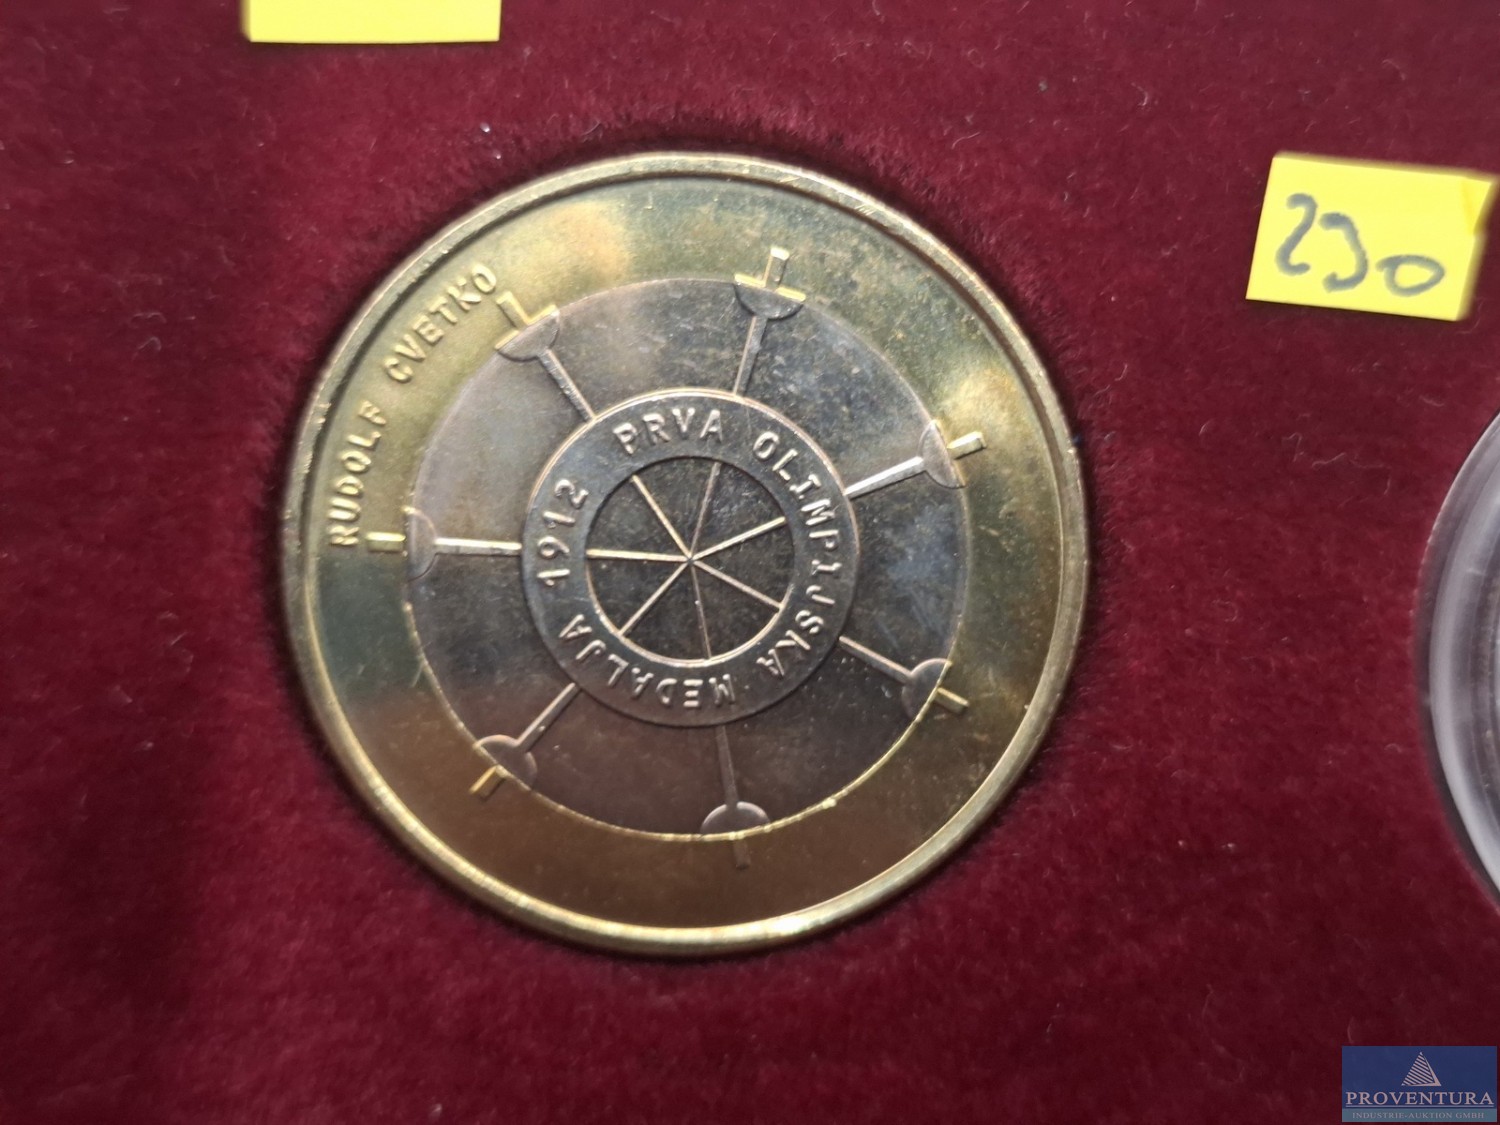 RUDOLF CVETKO
PRVA OLIMPIJSKA MEDALJA 1912
230
PROVENTURA
INDUSTRIE-AUKTION GMBH